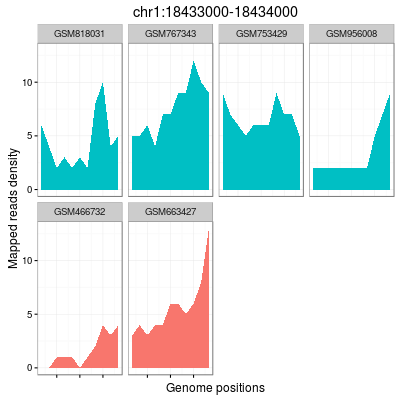 chr1:18433000-18434000
GSM818031 GSM767343 GSM753429 GSM956008
10
5
0
GSM466732 GSM663427
10
5
0
Mapped reads density
Genome positions